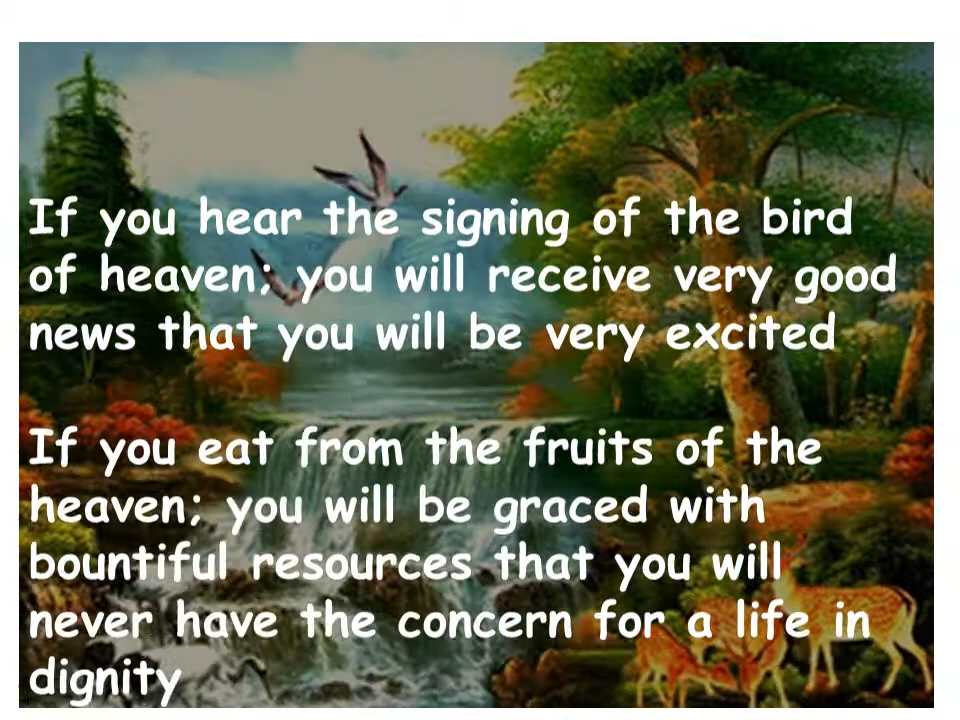 If you hear the signing of the bird
of heaven; you will receive very good
news that you will be very excited
If you eat from the fruits of the
heaven; you will be graced with
bountiful resources that you will
never have the concern for a life in
dignity